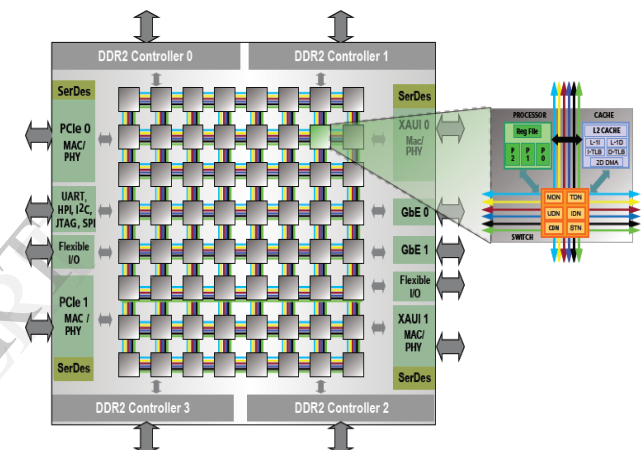 DDR2 Controller 0
DDR2 Controller 1
SerDes
PCIe 0
MAC/
PHY
UART,
HPI, I2C,
JTAG, SPI
Flexible
I/O
PCIe 1
MAC /
PHY
SerDes
SerDes
XAUI 0
Mac/
PHY
GbE 0
GbE 1
Flexible
I/O
XAUI 1
MAC/
PHY
SerDes
DDR2 Controller 3
DDR2 Controller 2
PROCESSOR
CACHE
Reg File
P
2
P
1
P
0
L2 CACHE
L-1I
L-1D
I-TLB
D-TLB
2D DMA
MDN
TDN
UDN
IDN
CDN
STN
SWITCH